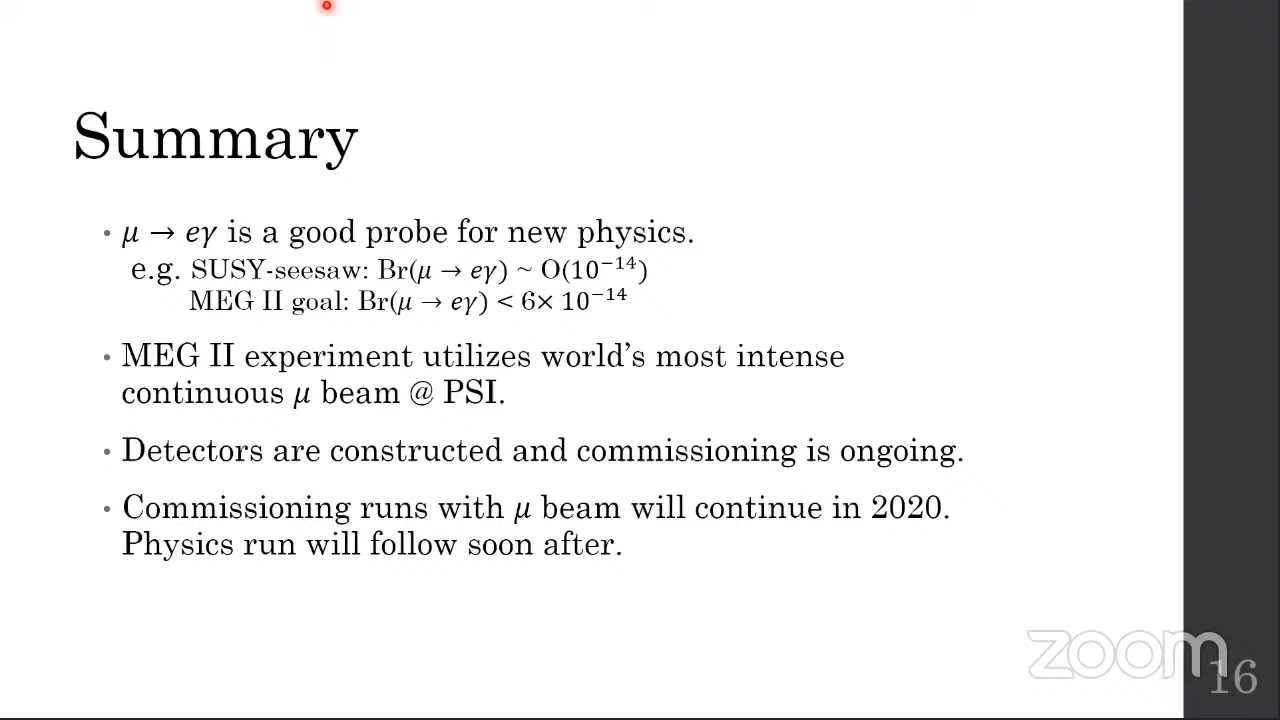 Summary
• 𝜇 → 𝑒𝛾 is a good probe for new physics.
e.g. SUSY-seesaw: Br(𝜇 → 𝑒𝛾) ~ O(10⁻¹⁴)
MEG II goal: Br(𝜇 → 𝑒𝛾) < 6× 10⁻¹⁴
• MEG II experiment utilizes world’s most intense
continuous 𝜇 beam @ PSI.
• Detectors are constructed and commissioning is ongoing.
• Commissioning runs with 𝜇 beam will continue in 2020.
Physics run will follow soon after.
zoom
16